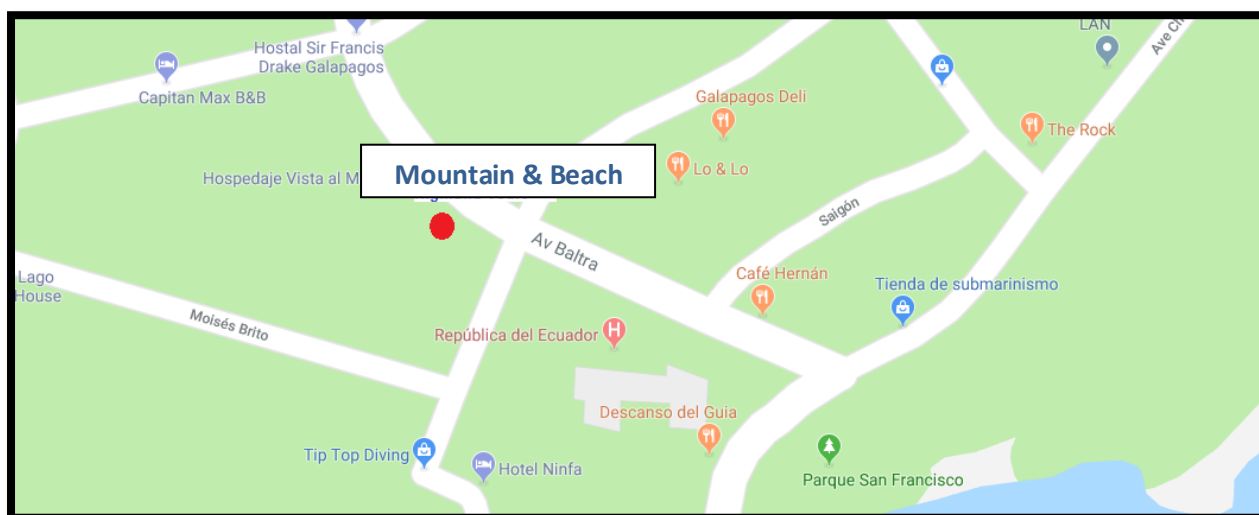 LAN
Ave Ch
Hostal Sir Francis
Drake Galapagos
Capitan Max B&B
Galapagos Deli
The Rock
Lo & Lo
Mountain & Beach
Hospedaje Vista al M
Saigón
Av Baltra
Café Hernán
Tienda de submarinismo
Lago
House
Moisés Brito
República del Ecuador
H
Descanso del Guia
Tip Top Diving
Hotel Ninfa
Parque San Francisco